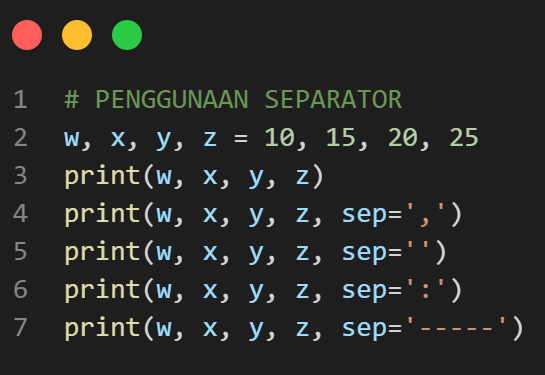 1 # PENGGUNAAN SEPARATOR
2 w, x, y, z = 10, 15, 20, 25
3 print(w, x, y, z)
4 print(w, x, y, z, sep=',')
5 print(w, x, y, z, sep='')
6 print(w, x, y, z, sep=':')
7 print(w, x, y, z, sep='-----')